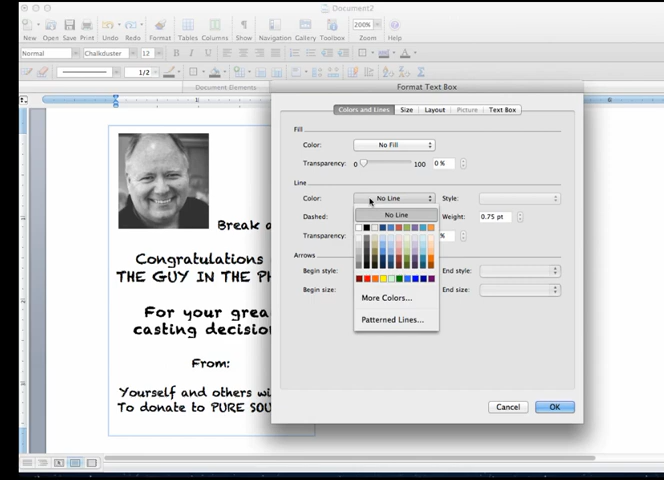 Document2
New Open Save Print Undo Redo Format Tables Columns Show Navigation Gallery Toolbox Zoom Help
Normal Chalkduster 12 B I U
1/2
Document Elements
Format Text Box
Colors and Lines Size Layout Picture Text Box
Fill
Color: No Fill
Transparency: 0 100 0 %
Line
Color: No Line Style:
No Line
Dashed: Weight: 0.75 pt
Transparency: %
Arrows
Begin style: End style:
Begin size: End size:
More Colors...
Patterned Lines...
Cancel OK
Break a
Congratulations
THE GUY IN THE PH
For your grea
casting decision
From:
Yourself and others wi
To donate to PURE SOU